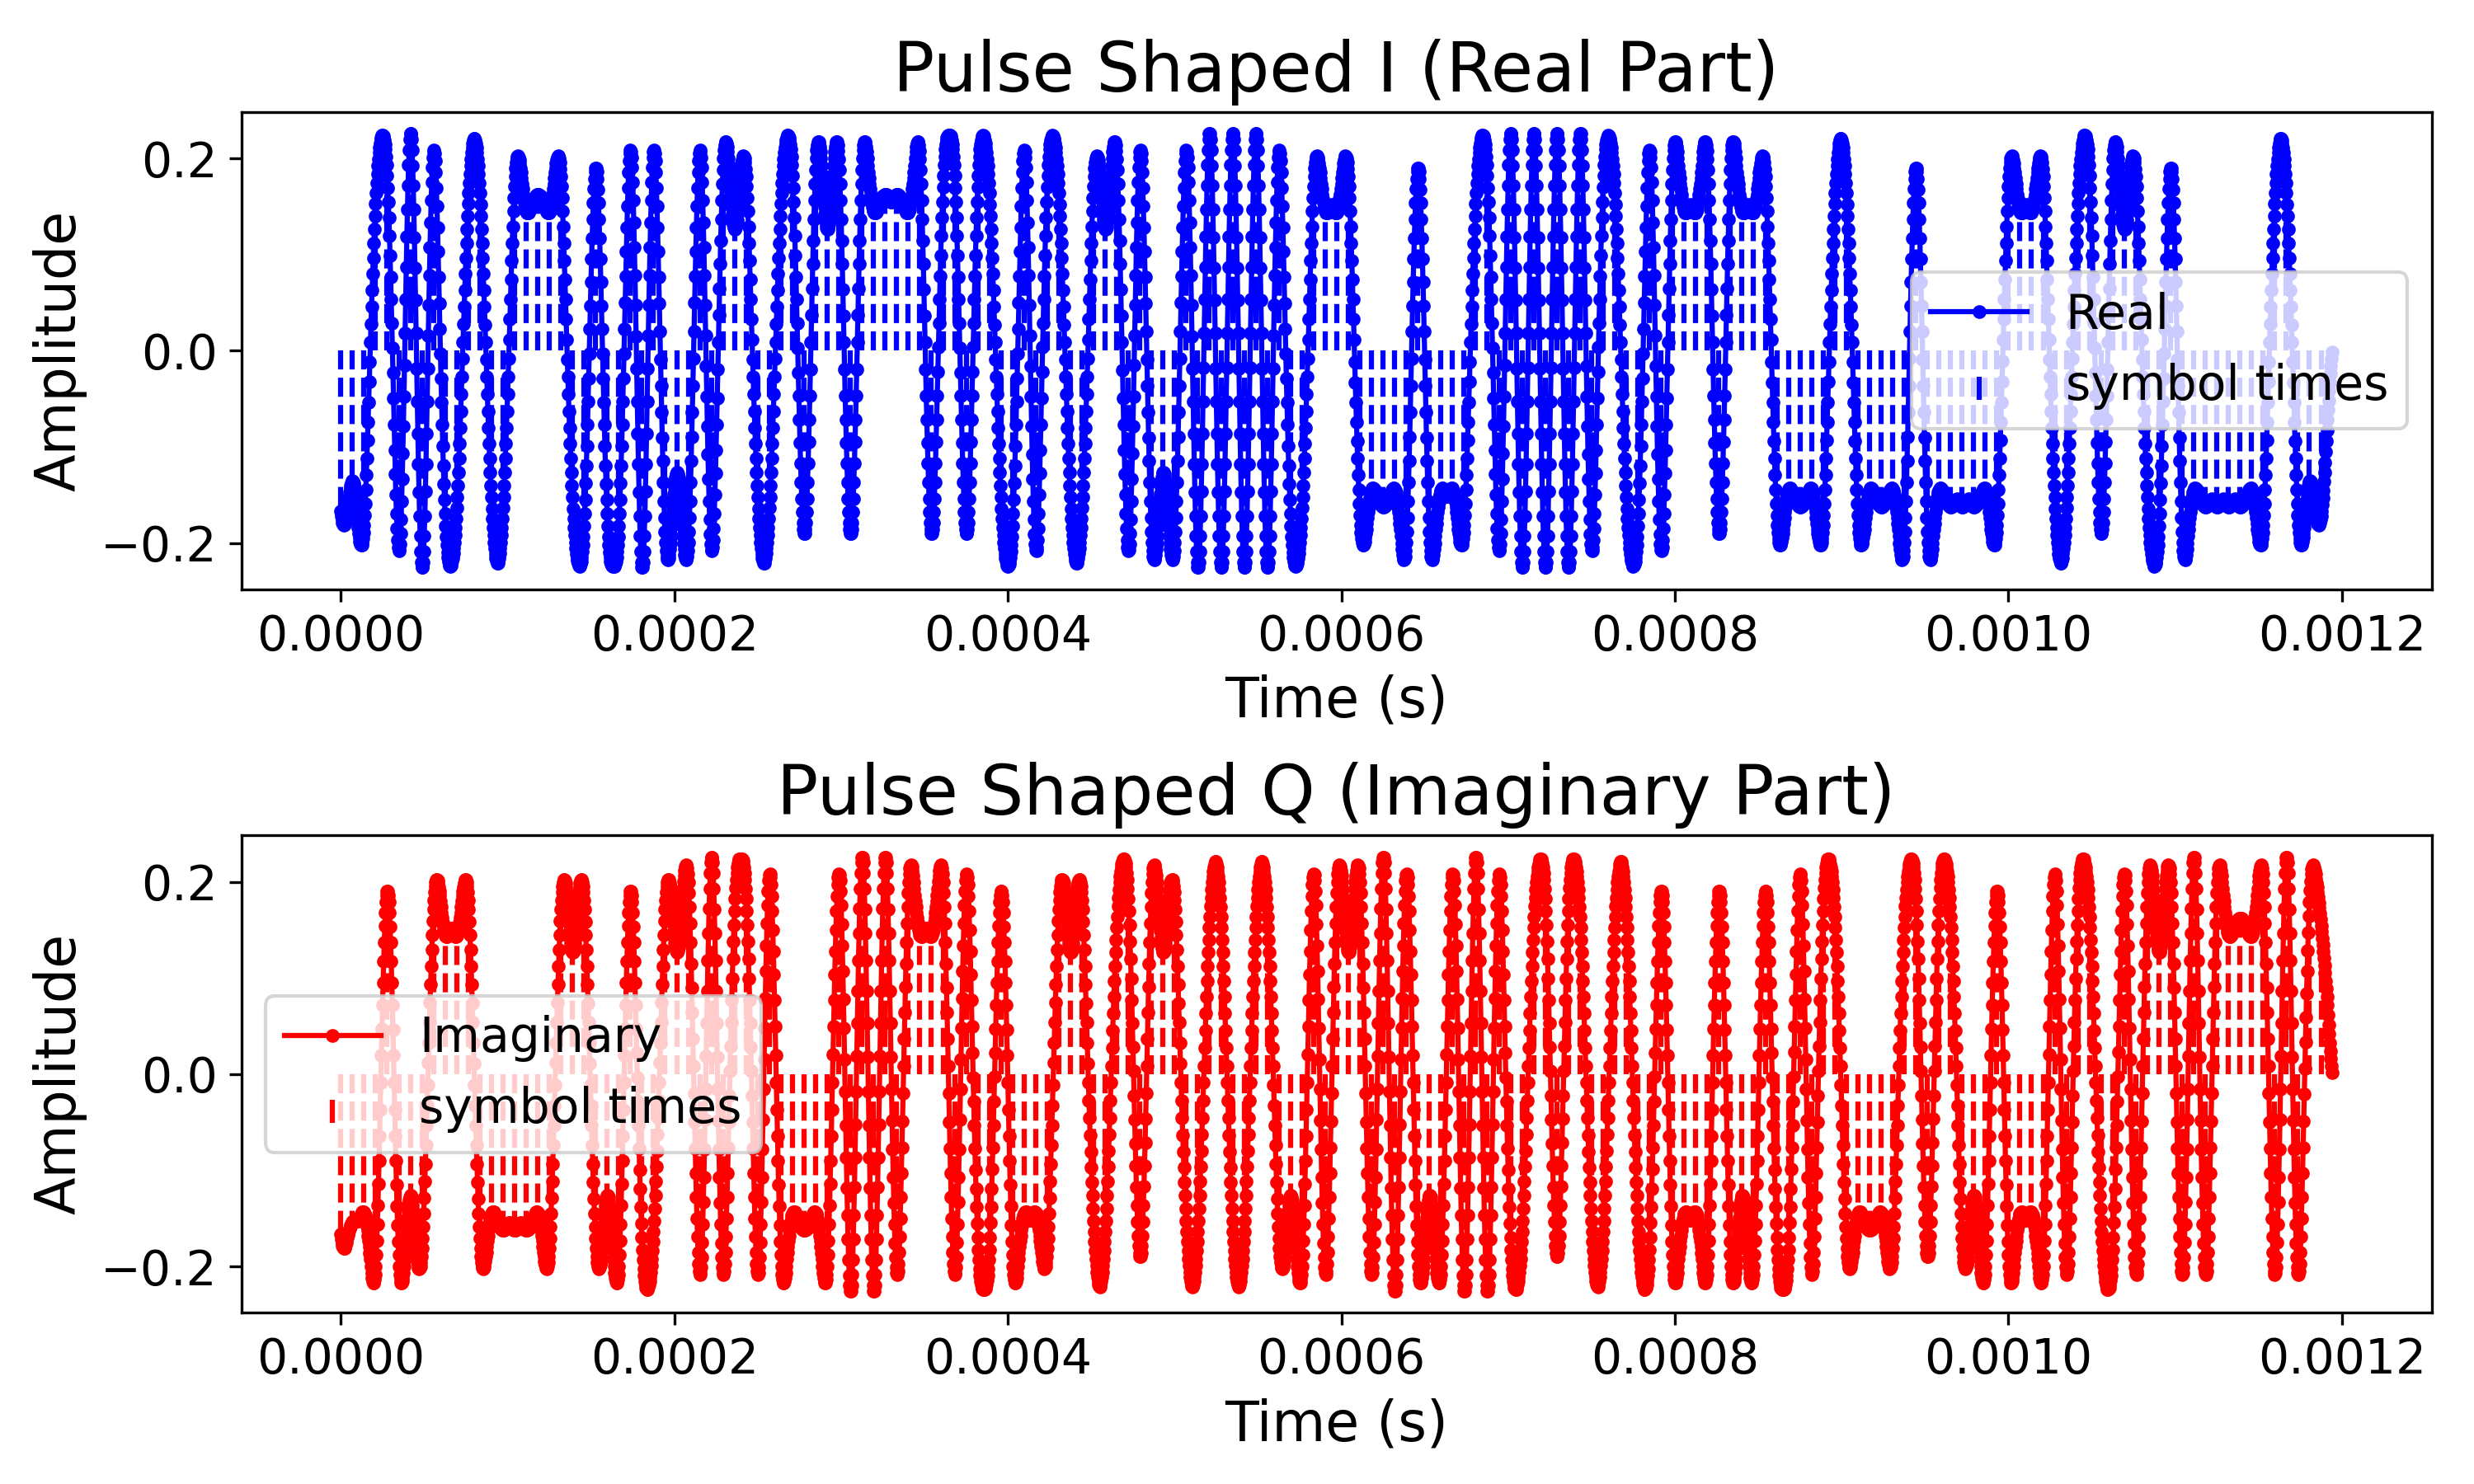 Pulse Shaped I (Real Part)
Amplitude
0.2
0.0
−0.2
Real
symbol times
0.0000 0.0002 0.0004 0.0006 0.0008 0.0010 0.0012
Time (s)
Pulse Shaped Q (Imaginary Part)
Amplitude
0.2
0.0
−0.2
Imaginary
symbol times
0.0000 0.0002 0.0004 0.0006 0.0008 0.0010 0.0012
Time (s)